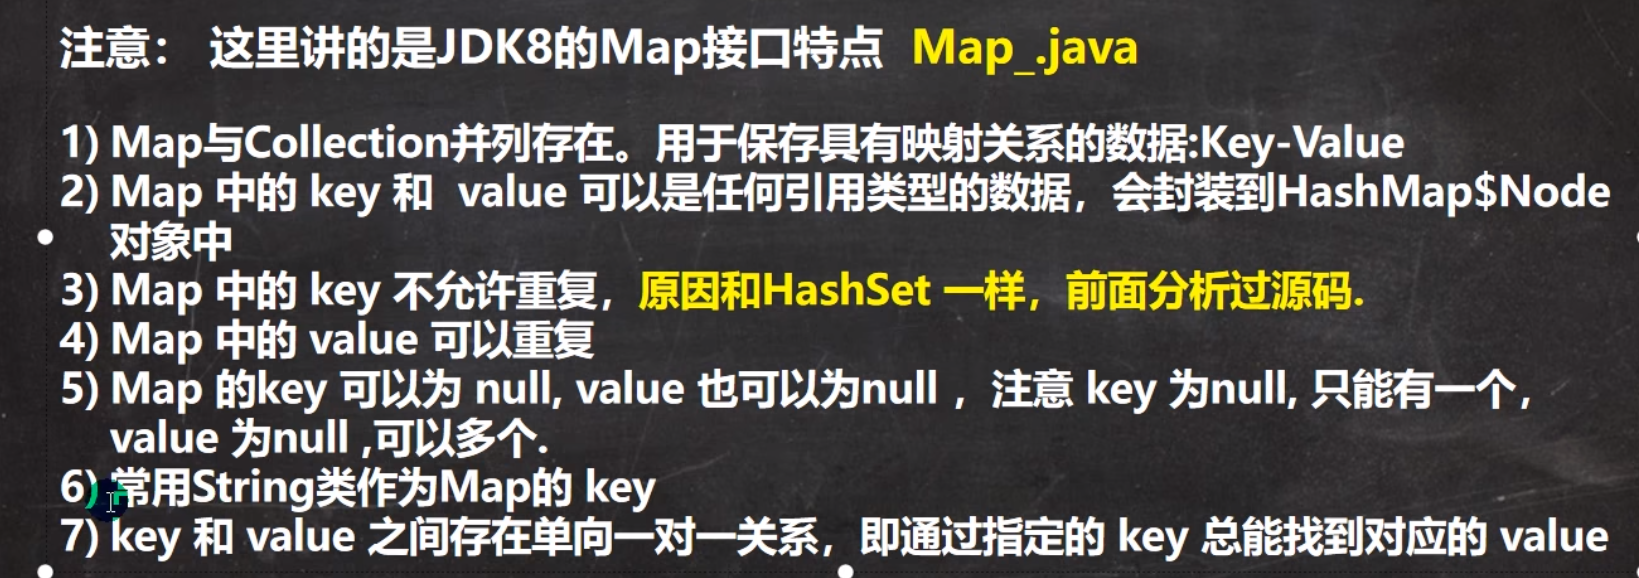 注意： 这里讲的是JDK8的Map接口特点 Map_.java
1) Map与Collection并列存在。用于保存具有映射关系的数据:Key-Value
2) Map 中的 key 和 value 可以是任何引用类型的数据，会封装到HashMap$Node
对象中
3) Map 中的 key 不允许重复，原因和HashSet 一样，前面分析过源码.
4) Map 中的 value 可以重复
5) Map 的key 可以为 null, value 也可以为null ，注意 key 为null, 只能有一个，
value 为null ,可以多个.
6) 常用String类作为Map的 key
7) key 和 value 之间存在单向一对一关系，即通过指定的 key 总能找到对应的 value